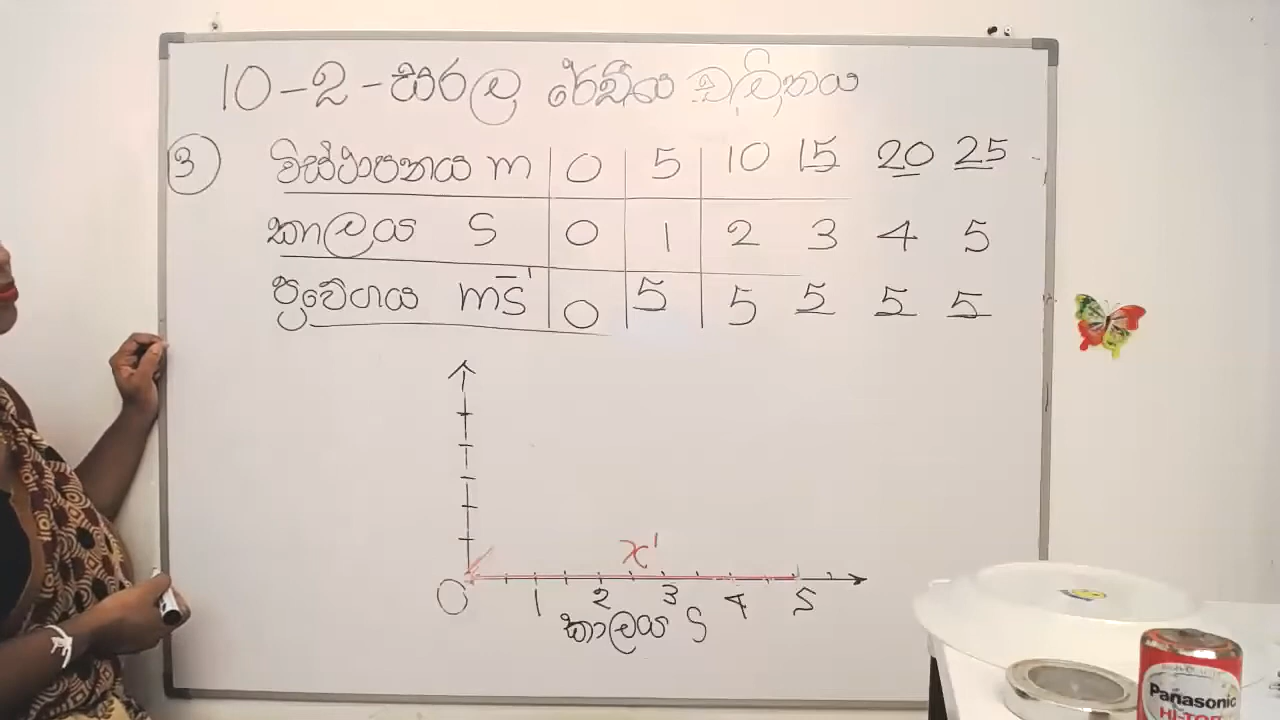 10-2-සරල රේඛීය චලිතය
3 විස්ථාපනය m 0 5 10 15 20 25
කාලය S 0 1 2 3 4 5
ප්‍රවේගය ms⁻¹ 0 5 5 5 5 5
x'
0 1 2 3 4 5
කාලය S
Panasonic